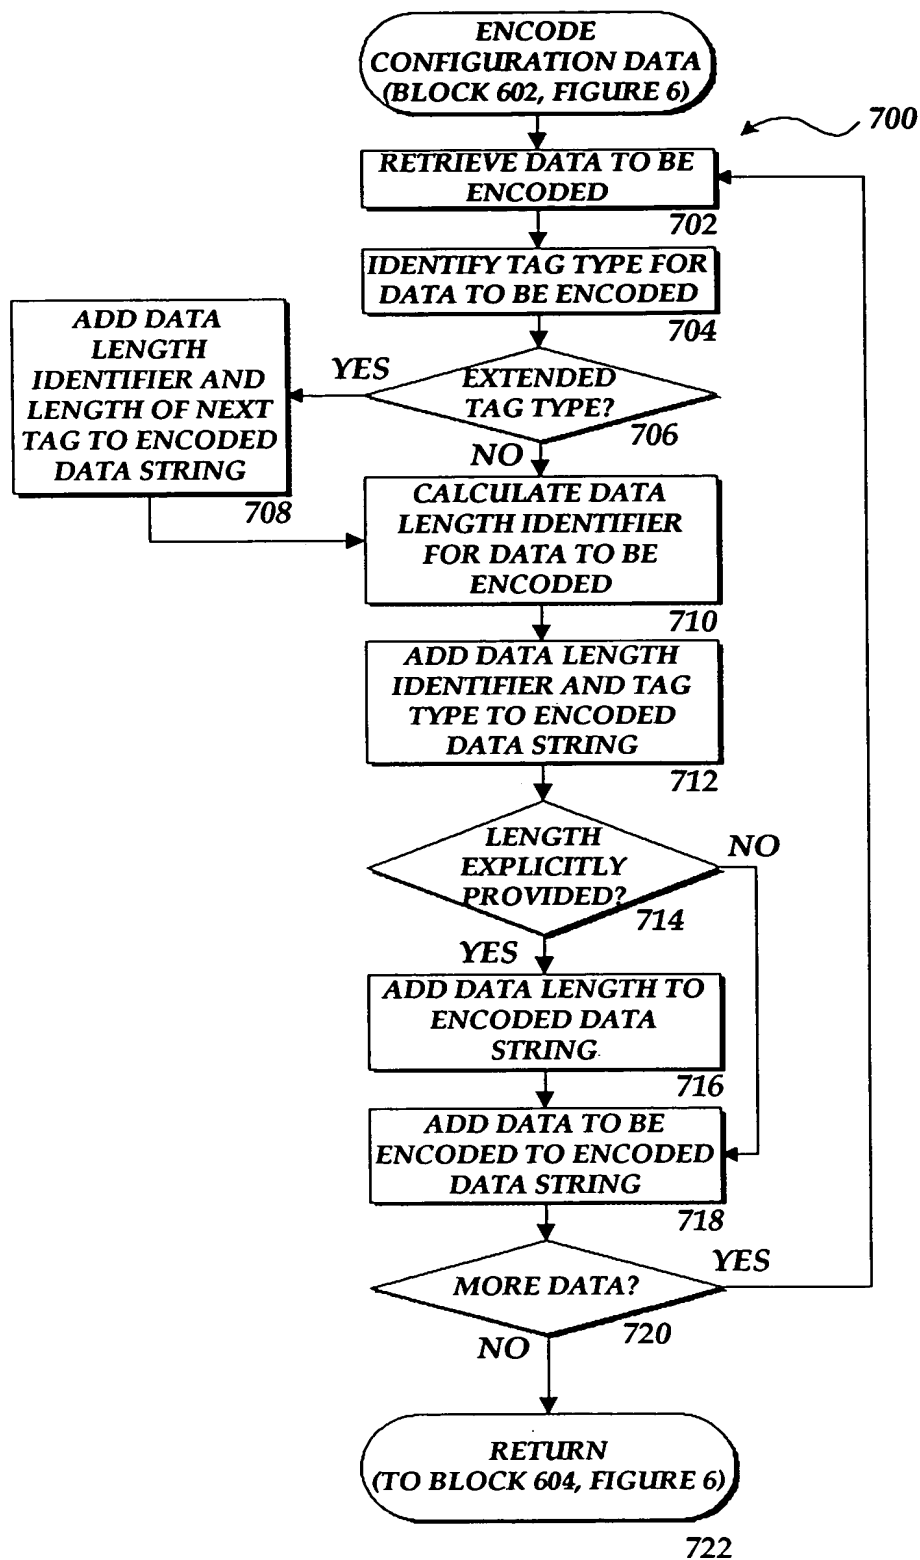 ENCODE
CONFIGURATION DATA
(BLOCK 602, FIGURE 6)
700
RETRIEVE DATA TO BE
ENCODED
702
IDENTIFY TAG TYPE FOR
DATA TO BE ENCODED
704
EXTENDED
TAG TYPE?
706
YES
ADD DATA
LENGTH
IDENTIFIER AND
LENGTH OF NEXT
TAG TO ENCODED
DATA STRING
708
NO
CALCULATE DATA
LENGTH IDENTIFIER
FOR DATA TO BE
ENCODED
710
ADD DATA LENGTH
IDENTIFIER AND TAG
TYPE TO ENCODED
DATA STRING
712
LENGTH
EXPLICITLY
PROVIDED?
714
NO
YES
ADD DATA LENGTH TO
ENCODED DATA
STRING
716
ADD DATA TO BE
ENCODED TO ENCODED
DATA STRING
718
MORE DATA?
720
YES
NO
RETURN
(TO BLOCK 604, FIGURE 6)
722